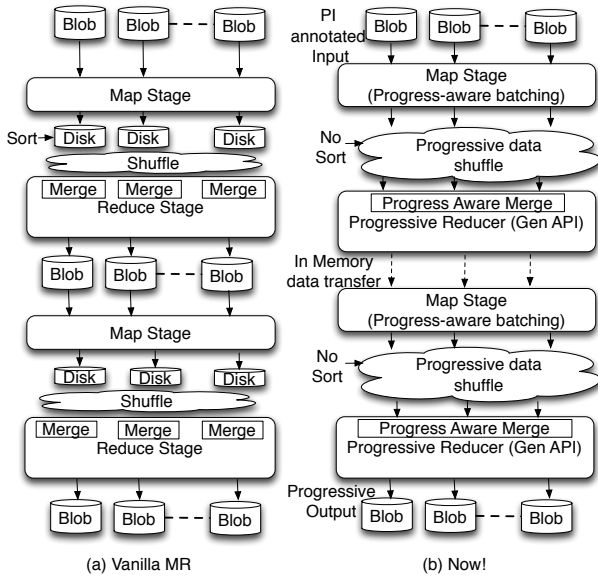 Blob Blob Blob
Map Stage
Sort
Disk Disk Disk
Shuffle
Merge Merge Merge
Reduce Stage
Blob Blob Blob
Map Stage
Disk Disk Disk
Shuffle
Merge Merge Merge
Reduce Stage
Blob Blob Blob
(a) Vanilla MR
PI
annotated
Input
Blob Blob Blob
Map Stage
(Progress-aware batching)
No
Sort
Progressive data
shuffle
Progress Aware Merge
Progressive Reducer (Gen API)
In Memory
data transfer
Map Stage
(Progress-aware batching)
No
Sort
Progressive data
shuffle
Progress Aware Merge
Progressive Reducer (Gen API)
Progressive
Output
Blob Blob Blob
(b) Now!